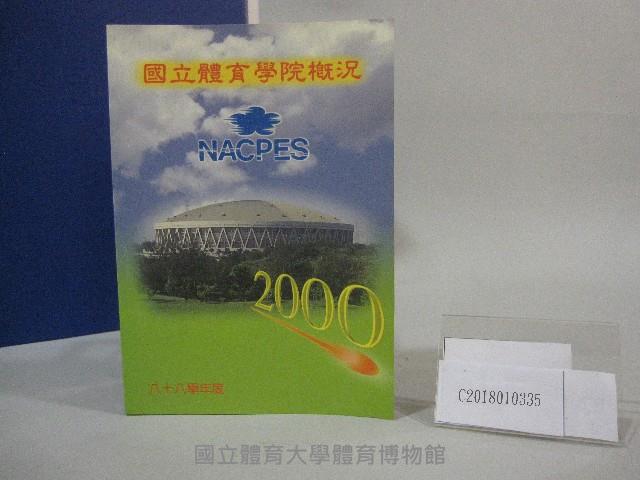 國立體育學院概況
NACPES
2000
八十八學年度
C2018010335
國立體育大學體育博物館